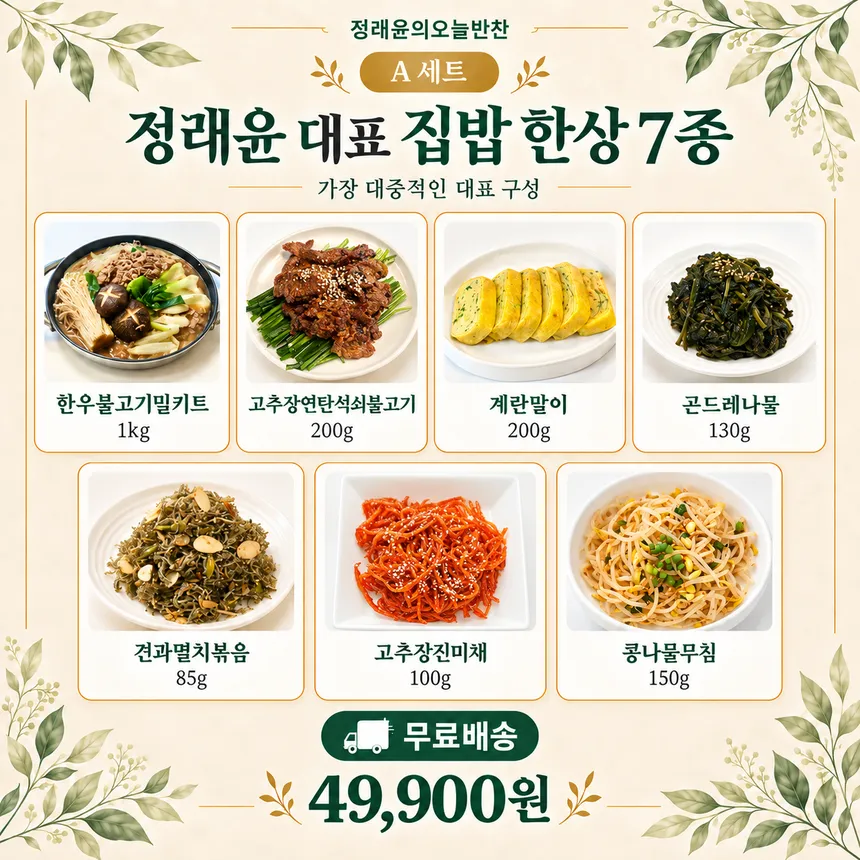 정래윤의오늘반찬
A 세트
정래윤 대표 집밥 한상 7종
가장 대중적인 대표 구성
한우불고기밀키트
1kg
고추장연탄석쇠불고기
200g
계란말이
200g
곤드레나물
130g
견과멸치볶음
85g
고추장진미채
100g
콩나물무침
150g
무료배송
49,900원